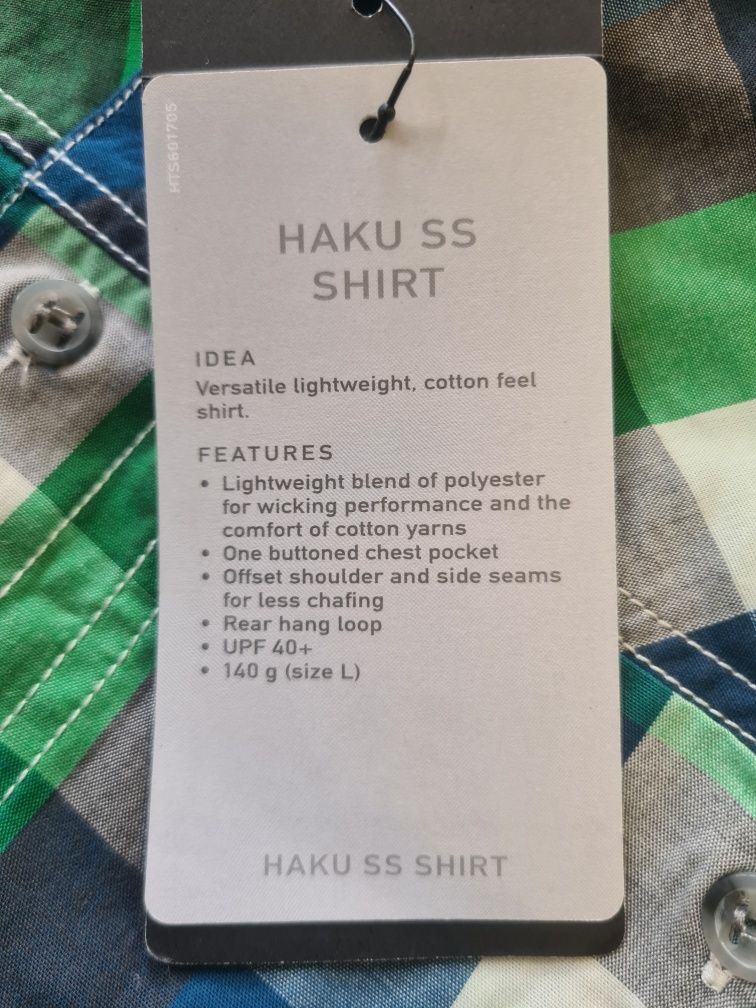 HTS601705
HAKU SS
SHIRT
IDEA
Versatile lightweight, cotton feel
shirt.
FEATURES
• Lightweight blend of polyester
for wicking performance and the
comfort of cotton yarns
• One buttoned chest pocket
• Offset shoulder and side seams
for less chafing
• Rear hang loop
• UPF 40+
• 140 g (size L)
HAKU SS SHIRT